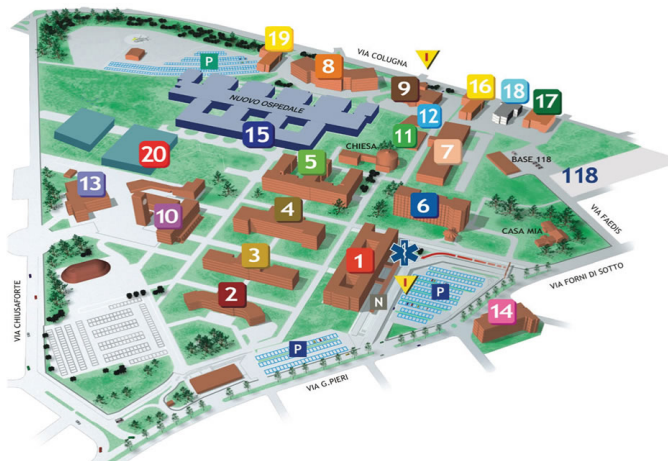 19
VIA COLUGNA
I
P
8
9
16
18
17
NUOVO OSPEDALE
12
15
11
CHIESA
7
BASE 118
118
20
5
13
10
6
VIA FAEDIS
4
CASA MIA
3
1
I
VIA FORNI DI SOTTO
2
N
P
14
VIA CHIUSAFORTE
P
VIA G.PIERI